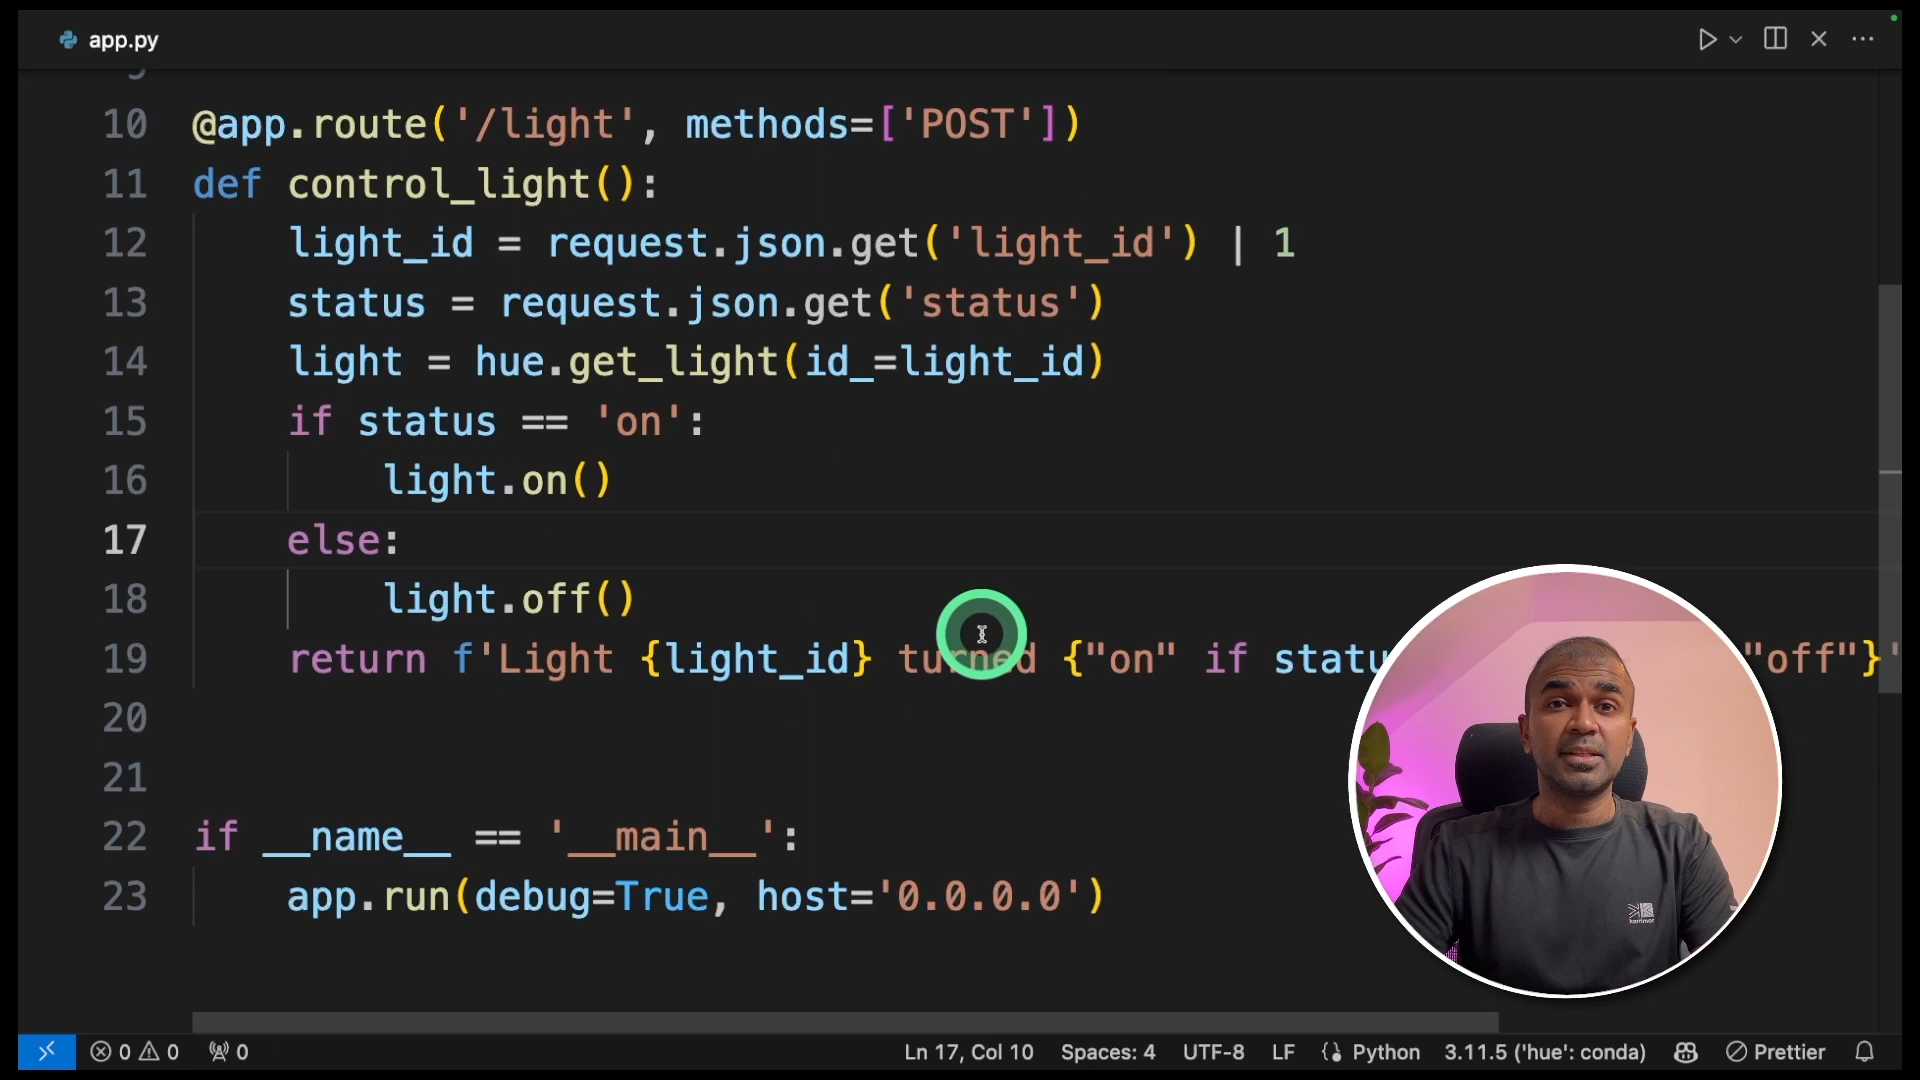 app.py
9
10 @app.route('/light', methods=['POST'])
11 def control_light():
12 light_id = request.json.get('light_id') | 1
13 status = request.json.get('status')
14 light = hue.get_light(id_=light_id)
15 if status == 'on':
16 light.on()
17 else:
18 light.off()
19 return f'Light {light_id} turned {"on" if statu "off"}'
20
21
22 if __name__ == '__main__':
23 app.run(debug=True, host='0.0.0.0')
karrimor
0 0 0 Ln 17, Col 10 Spaces: 4 UTF-8 LF Python 3.11.5 ('hue': conda) Prettier